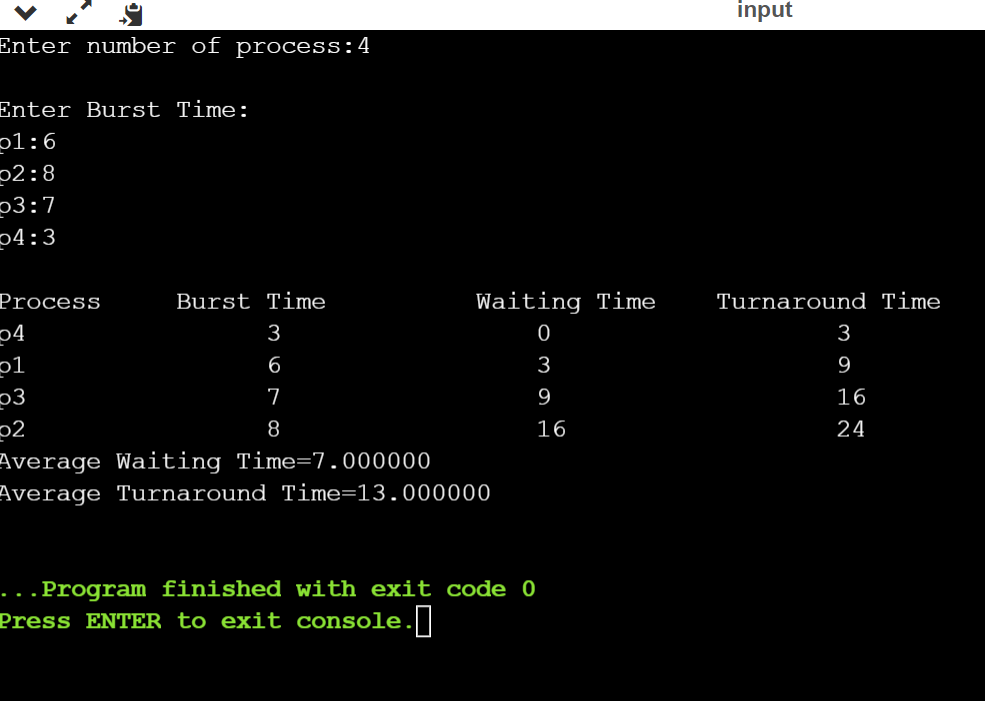 input
Enter number of process:4
Enter Burst Time:
p1:6
p2:8
p3:7
p4:3
Process Burst Time Waiting Time Turnaround Time
p4 3 0 3
p1 6 3 9
p3 7 9 16
p2 8 16 24
Average Waiting Time=7.000000
Average Turnaround Time=13.000000
...Program finished with exit code 0
Press ENTER to exit console.